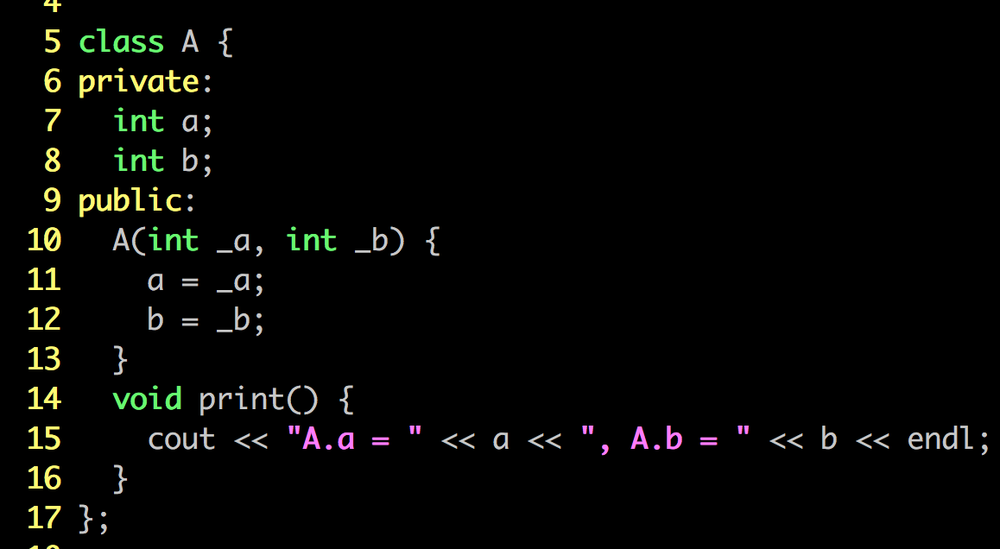 4
5 class A {
6 private:
7   int a;
8   int b;
9 public:
10   A(int _a, int _b) {
11     a = _a;
12     b = _b;
13   }
14   void print() {
15     cout << "A.a = " << a << ", A.b = " << b << endl;
16   }
17 };
18